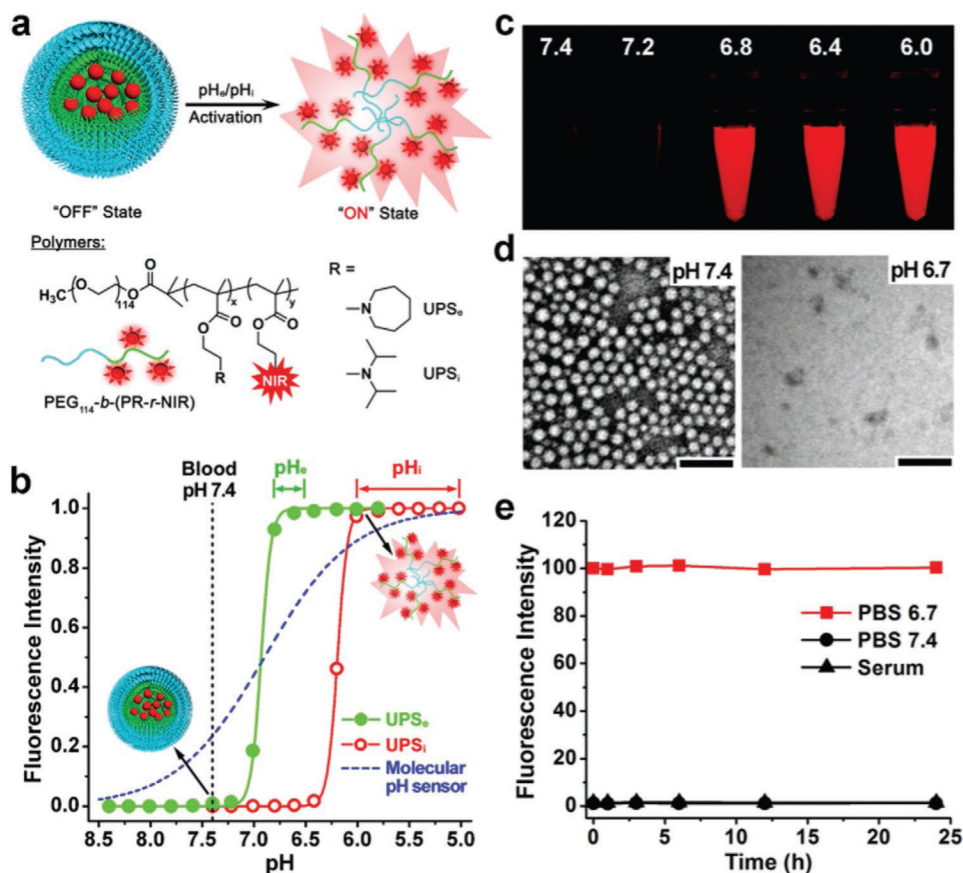 a
pHe/pHi
Activation
"OFF" State
"ON" State
Polymers:
H₃C
O
114
O
O
x
y
O
O
O
O
R
NIR
R =
N
UPSe
N
UPSi
PEG₁₁₄-b-(PR-r-NIR)
b
Blood
pH 7.4
pHe
pHi
1.0
0.8
0.6
0.4
0.2
0.0
Fluorescence Intensity
UPSe
UPSi
Molecular
pH sensor
8.5 8.0 7.5 7.0 6.5 6.0 5.5 5.0
pH
c
7.4 7.2 6.8 6.4 6.0
d
pH 7.4
pH 6.7
e
120
100
80
60
40
20
0
Fluorescence Intensity
PBS 6.7
PBS 7.4
Serum
0 5 10 15 20 25
Time (h)